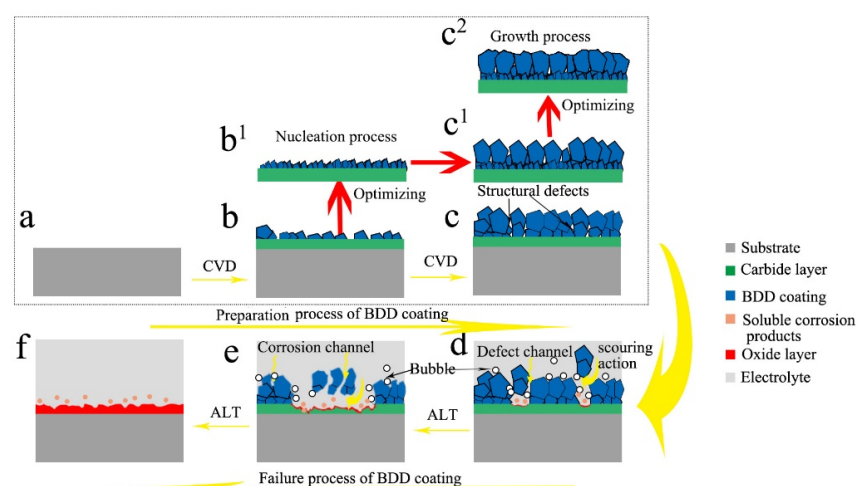 c2
Growth process
Optimizing
b1
Nucleation process
c1
Optimizing
Structural defects
a
b
c
CVD
CVD
Substrate
Carbide layer
BDD coating
Soluble corrosion
products
Oxide layer
Electrolyte
Preparation process of BDD coating
f
e
Corrosion channel
Bubble
d
Defect channel
scouring
action
ALT
ALT
Failure process of BDD coating